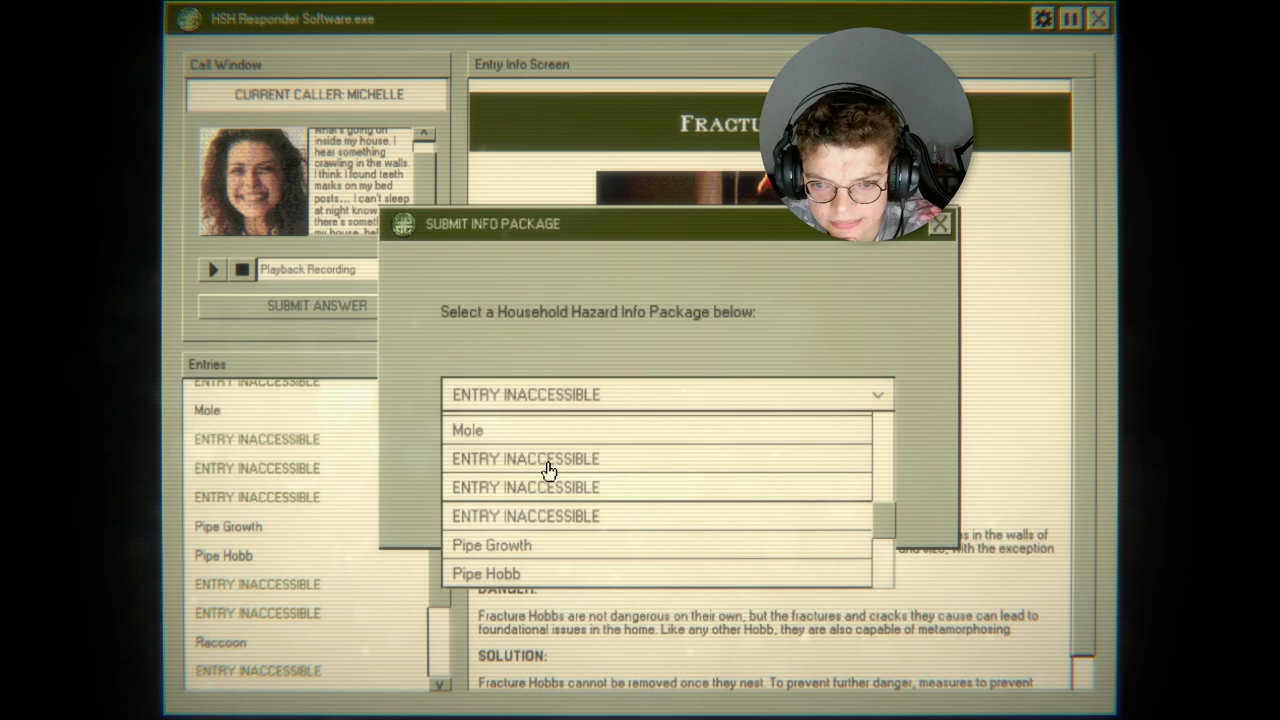 HSH Responder Software.exe
Call Window
CURRENT CALLER: MICHELLE
what's going on
inside my house. I
hear something
crawling in the walls.
I think I found teeth
marks on my bed
posts... I can't sleep
at night know
there's someti
my house, hel
Playback Recording
SUBMIT ANSWER
Entries
ENTRY INACCESSIBLE
Mole
ENTRY INACCESSIBLE
ENTRY INACCESSIBLE
ENTRY INACCESSIBLE
Pipe Growth
Pipe Hobb
ENTRY INACCESSIBLE
ENTRY INACCESSIBLE
Raccoon
ENTRY INACCESSIBLE
Entry Info Screen
FRACTU
SUBMIT INFO PACKAGE
Select a Household Hazard Info Package below:
ENTRY INACCESSIBLE
Mole
ENTRY INACCESSIBLE
ENTRY INACCESSIBLE
ENTRY INACCESSIBLE
Pipe Growth
Pipe Hobb
es in the walls of
and size, with the exception
DANGER:
Fracture Hobbs are not dangerous on their own, but the fractures and cracks they cause can lead to
foundational issues in the home. Like any other Hobb, they are also capable of metamorphosing.
SOLUTION:
Fracture Hobbs cannot be removed once they nest. To prevent further danger, measures to prevent